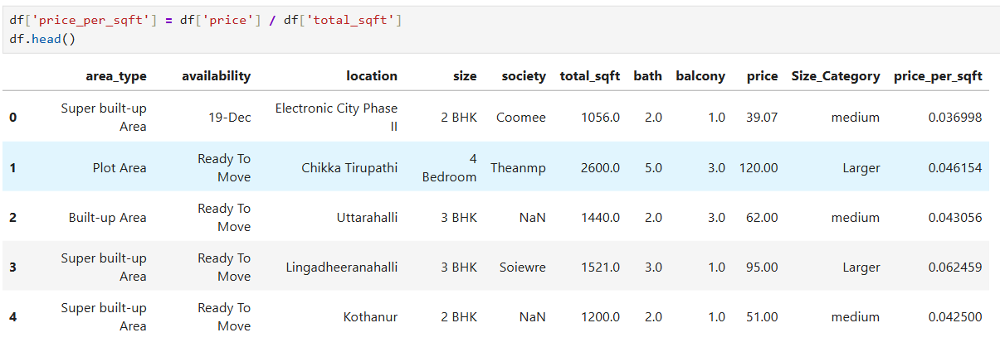 df['price_per_sqft'] = df['price'] / df['total_sqft']
df.head()
area_type availability location size society total_sqft bath balcony price Size_Category price_per_sqft
0 Super built-up Area 19-Dec Electronic City Phase II 2 BHK Coomee 1056.0 2.0 1.0 39.07 medium 0.036998
1 Plot Area Ready To Move Chikka Tirupathi 4 Bedroom Theanmp 2600.0 5.0 3.0 120.00 Larger 0.046154
2 Built-up Area Ready To Move Uttarahalli 3 BHK NaN 1440.0 2.0 3.0 62.00 medium 0.043056
3 Super built-up Area Ready To Move Lingadheeranahalli 3 BHK Soiewre 1521.0 3.0 1.0 95.00 Larger 0.062459
4 Super built-up Area Ready To Move Kothanur 2 BHK NaN 1200.0 2.0 1.0 51.00 medium 0.042500